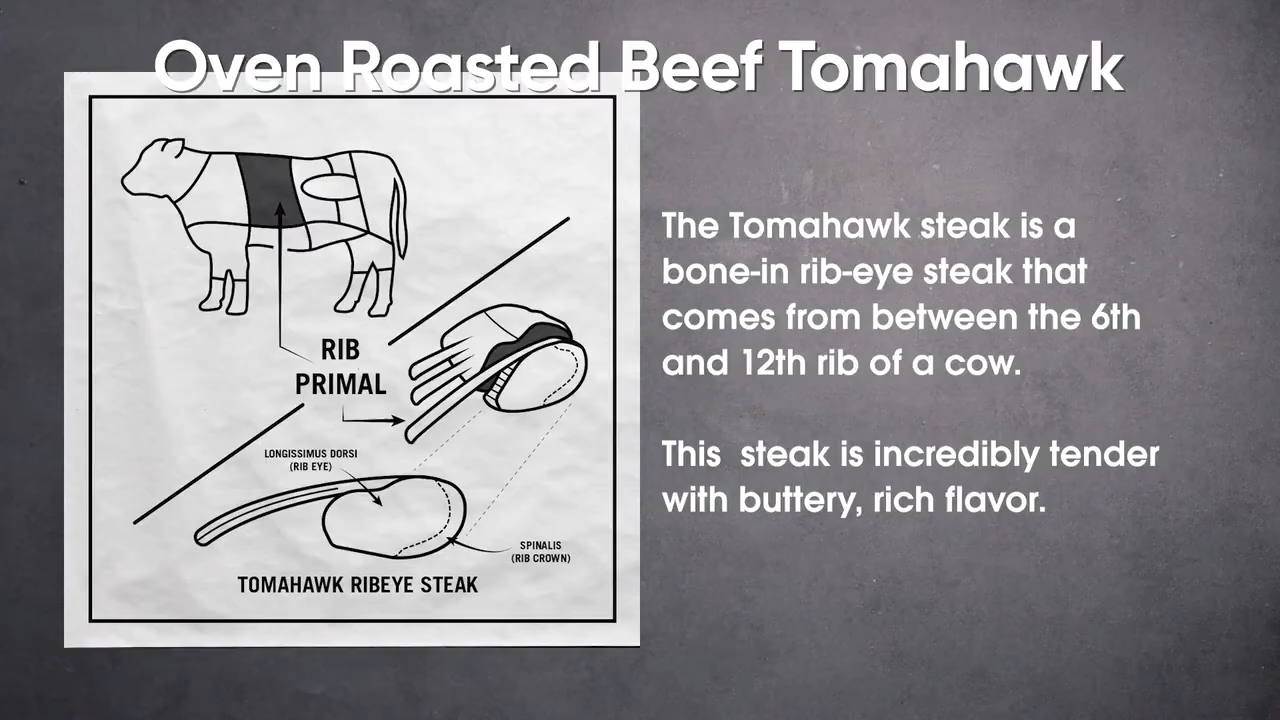 Oven Roasted Beef Tomahawk
RIB
PRIMAL
LONGISSIMUS DORSI
(RIB EYE)
SPINALIS
(RIB CROWN)
TOMAHAWK RIBEYE STEAK
The Tomahawk steak is a
bone-in rib-eye steak that
comes from between the 6th
and 12th rib of a cow.
This  steak is incredibly tender
with buttery, rich flavor.